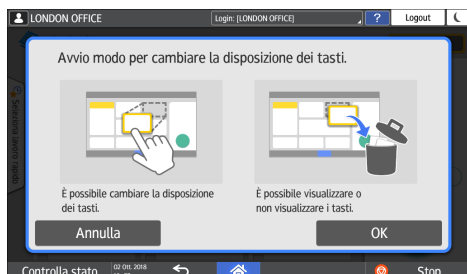 LONDON OFFICE
Login: [LONDON OFFICE]
?
Logout
Avvio modo per cambiare la disposizione dei tasti.
È possibile cambiare la disposizione
dei tasti.
È possibile visualizzare o
non visualizzare i tasti.
Annulla
OK
Controlla stato
02 Ott. 2018
Stop